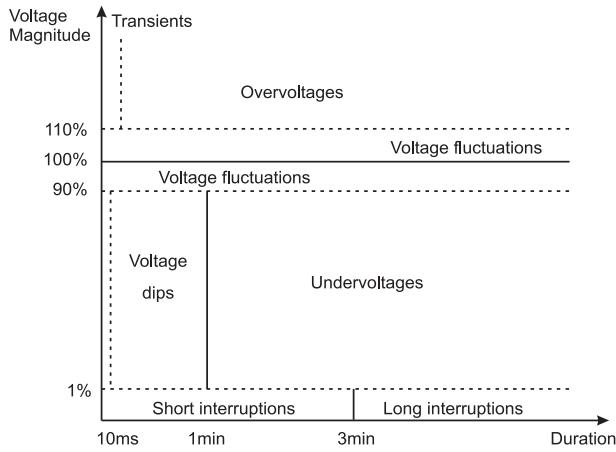 Voltage
Magnitude
Transients
Overvoltages
110%
Voltage fluctuations
100%
Voltage fluctuations
90%
Voltage
dips
Undervoltages
1%
Short interruptions
Long interruptions
10ms
1min
3min
Duration